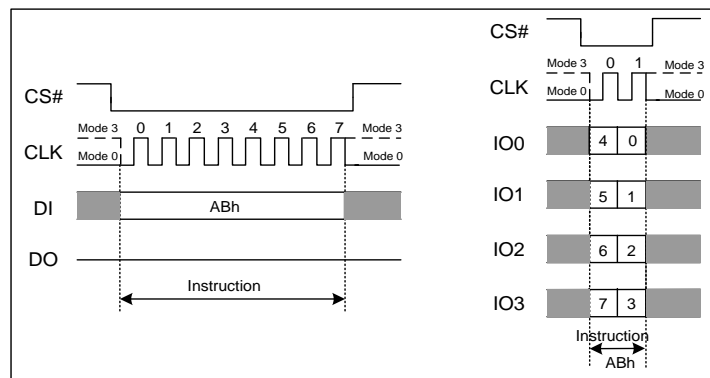 CS#
Mode 3 0 1 2 3 4 5 6 7 Mode 3
CLK
Mode 0 Mode 0
DI ABh
DO
Instruction
CS#
Mode 3 0 1 Mode 3
CLK
Mode 0 Mode 0
IO0 4 0
IO1 5 1
IO2 6 2
IO3 7 3
Instruction
ABh